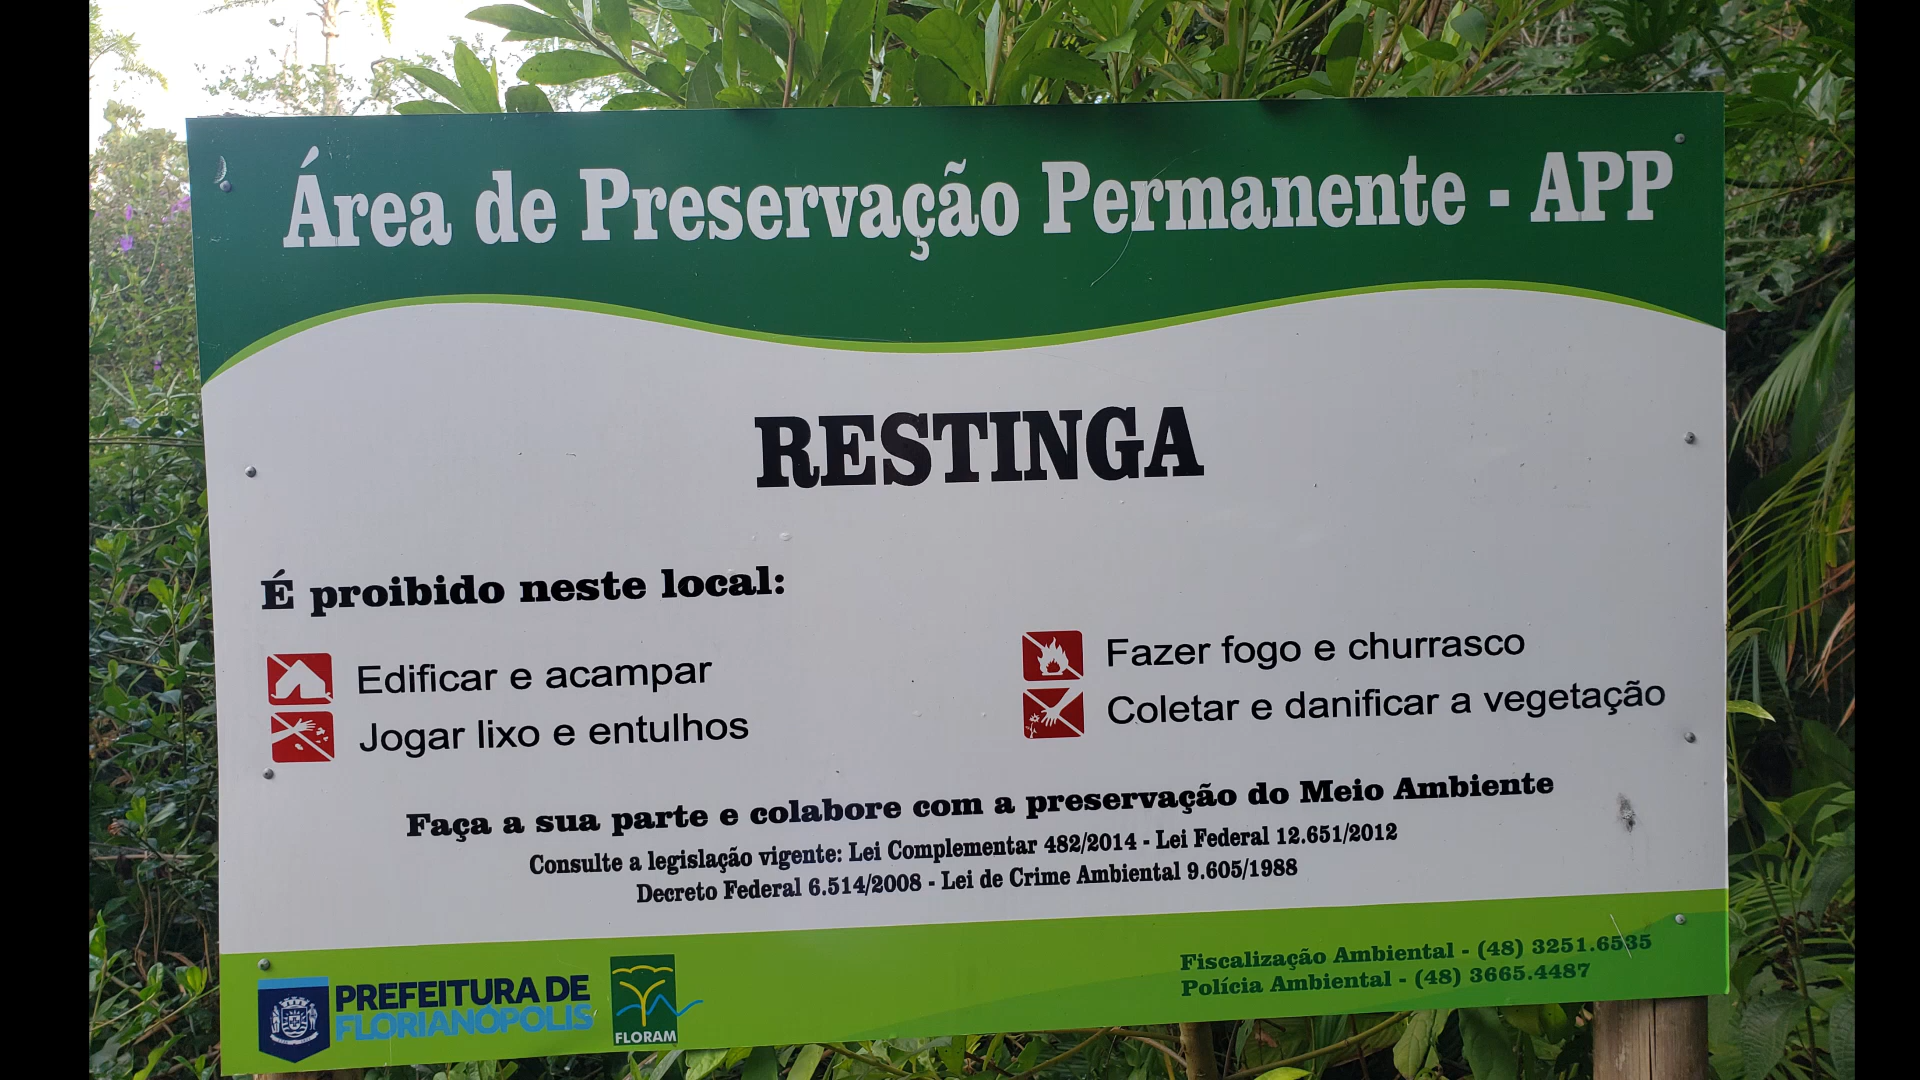 Área de Preservação Permanente - APP
RESTINGA
É proibido neste local:
Edificar e acampar
Jogar lixo e entulhos
Fazer fogo e churrasco
Coletar e danificar a vegetação
Faça a sua parte e colabore com a preservação do Meio Ambiente
Consulte a legislação vigente: Lei Complementar 482/2014 - Lei Federal 12.651/2012
Decreto Federal 6.514/2008 - Lei de Crime Ambiental 9.605/1988
PREFEITURA DE
FLORIANÓPOLIS
FLORAM
Fiscalização Ambiental - (48) 3251.6535
Polícia Ambiental - (48) 3665.4487